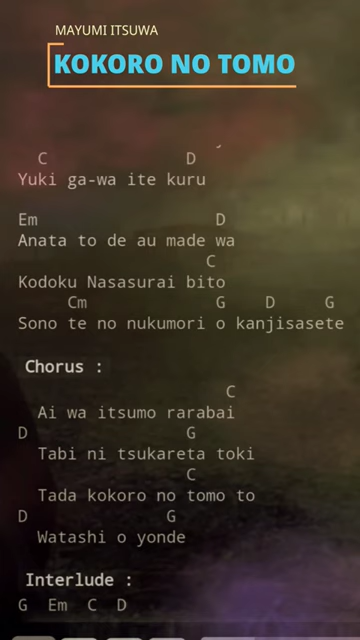 MAYUMI ITSUWA
KOKORO NO TOMO
C D
Yuki ga-wa ite kuru
Em D
Anata to de au made wa
C
Kodoku Nasasurai bito
Cm G D G
Sono te no nukumori o kanjisasete
Chorus :
C
Ai wa itsumo rarabai
D G
Tabi ni tsukareta toki
C
Tada kokoro no tomo to
D G
Watashi o yonde
Interlude :
G Em C D